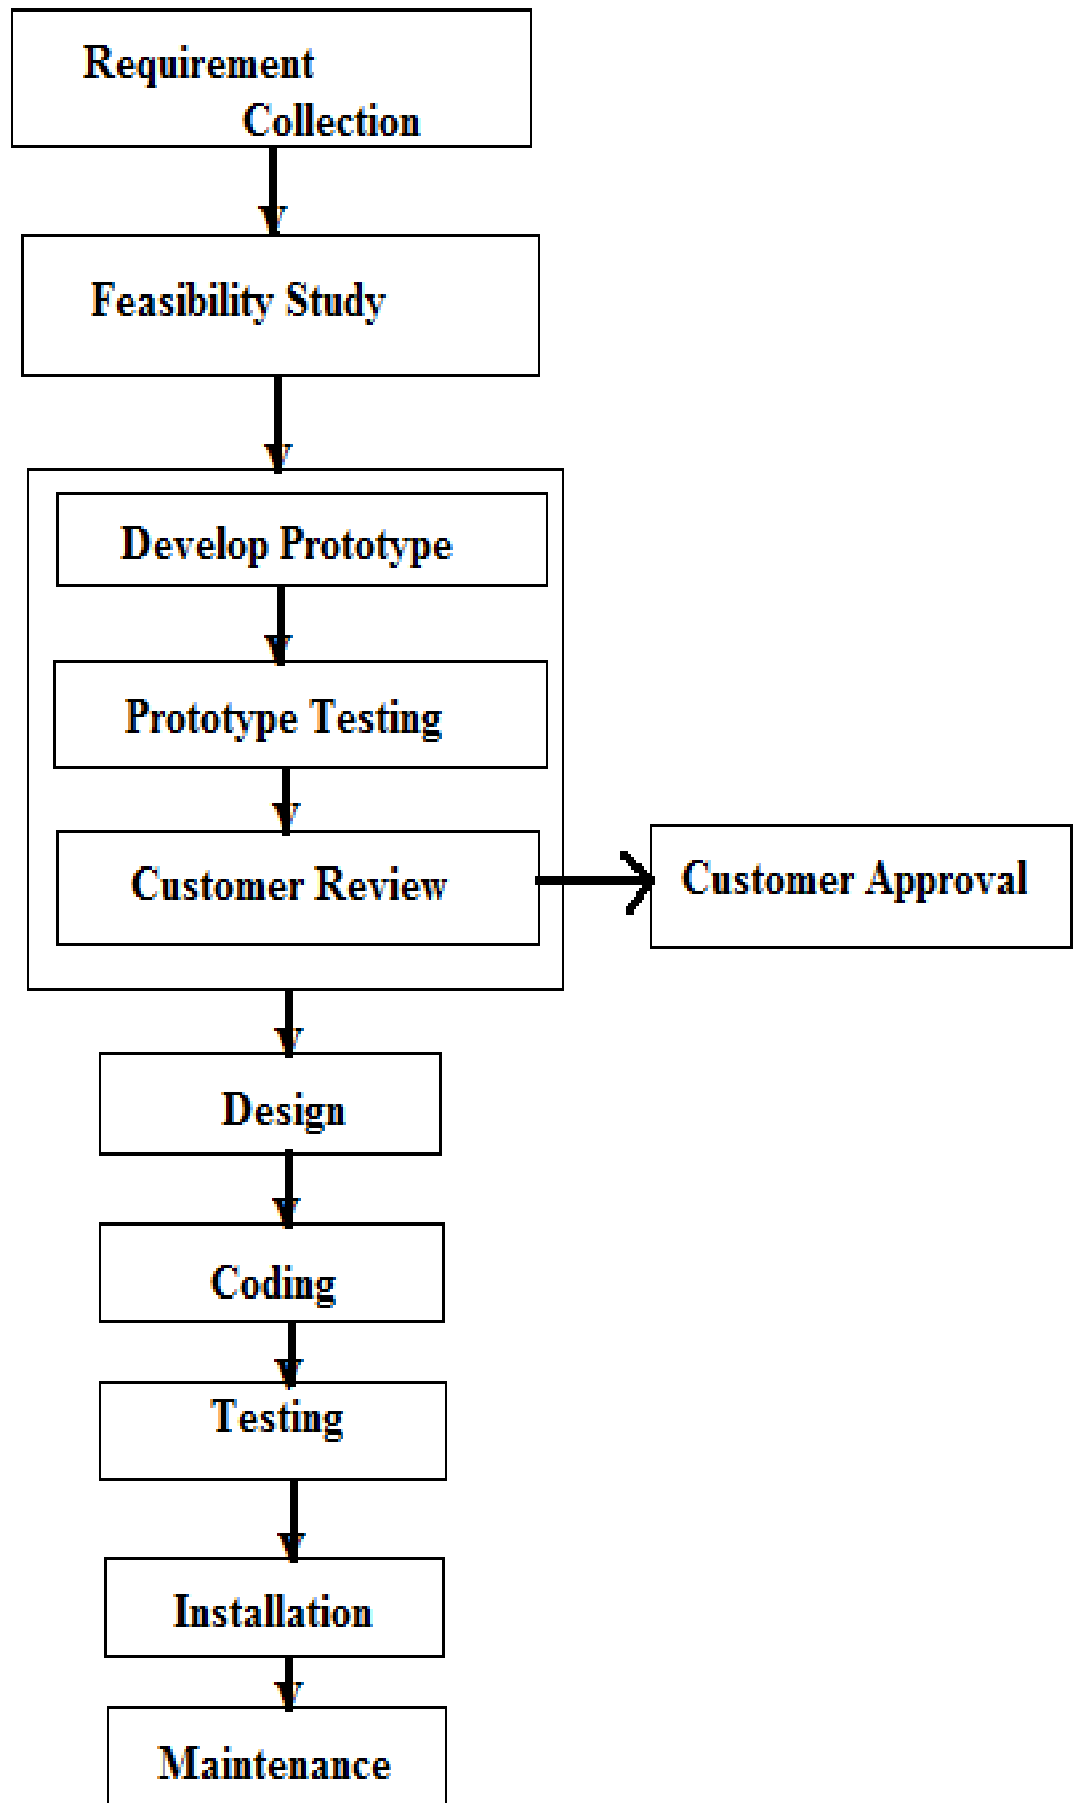 Requirement
Collection
Feasibility Study
Develop Prototype
Prototype Testing
Customer Review
Customer Approval
Design
Coding
Testing
Installation
Maintenance